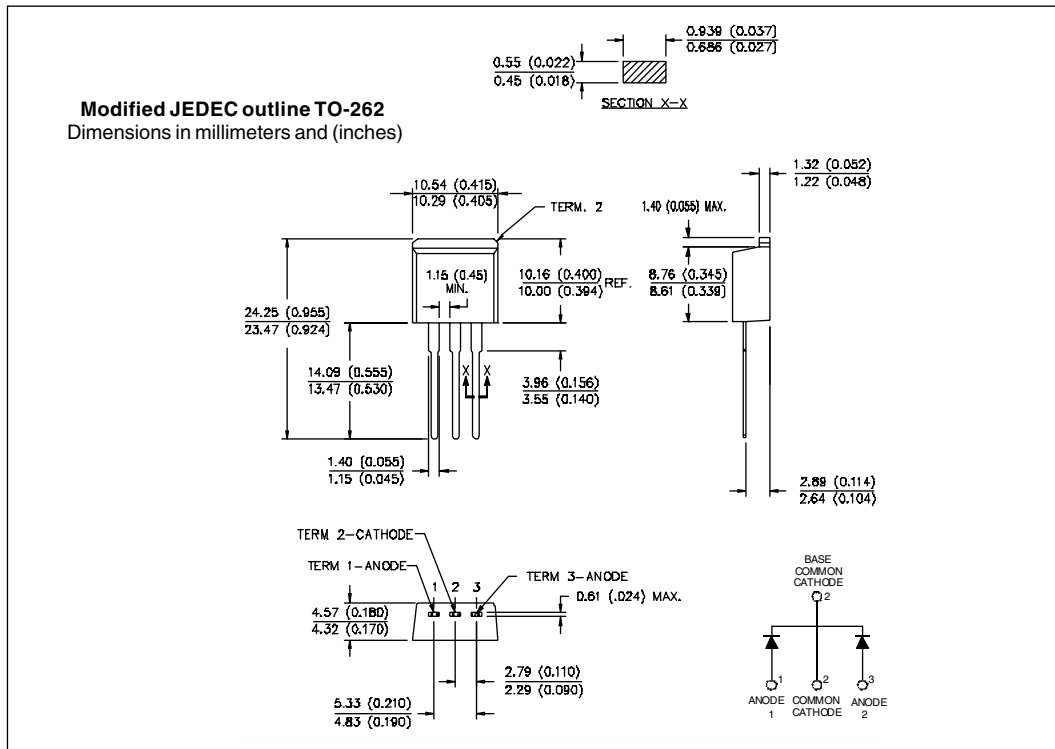 0.939 (0.037)
0.686 (0.027)
0.55 (0.022)
0.45 (0.018)
SECTION X-X
Modified JEDEC outline TO-262
Dimensions in millimeters and (inches)
1.32 (0.052)
1.22 (0.048)
10.54 (0.415)
10.29 (0.405)
TERM. 2
1.40 (0.055) MAX.
1.15 (0.45)
MIN.
10.16 (0.400)
10.00 (0.394)
REF.
8.76 (0.345)
8.61 (0.339)
24.25 (0.955)
23.47 (0.924)
14.09 (0.555)
13.47 (0.530)
X X
3.96 (0.156)
3.55 (0.140)
1.40 (0.055)
1.15 (0.045)
2.89 (0.114)
2.64 (0.104)
TERM 2-CATHODE
TERM 1-ANODE
TERM 3-ANODE
1 2 3
0.61 (.024) MAX.
4.57 (0.180)
4.32 (0.170)
2.79 (0.110)
2.29 (0.090)
5.33 (0.210)
4.83 (0.190)
BASE
COMMON
CATHODE
2
1 2 3
ANODE COMMON ANODE
1 CATHODE 2